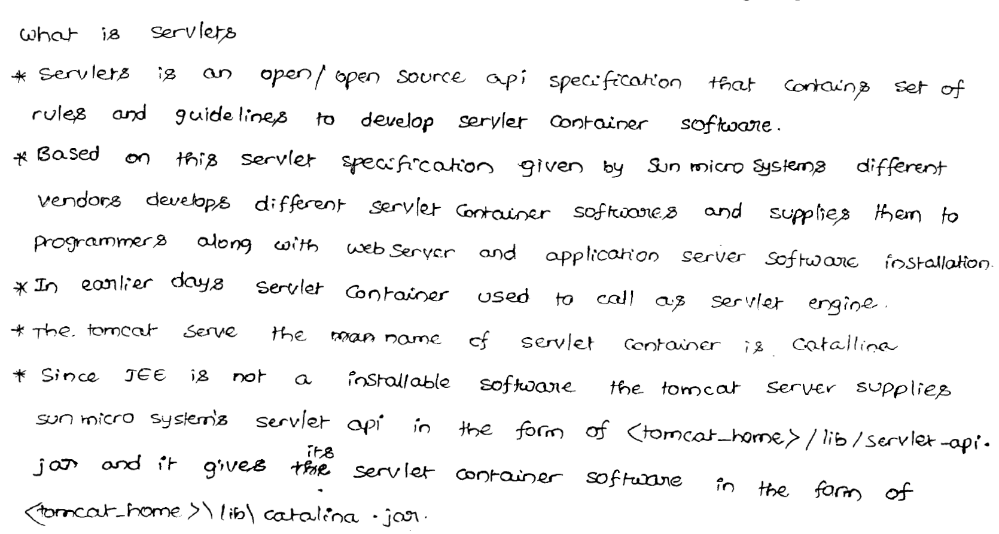 what is servlets
* servlets is an open/ open source api specification that contains set of
rules and guidelines to develop servlet container software.
* Based on this servlet specification given by Sun micro systems different
vendors develops different servlet container softwares and supplies them to
programmers along with web server and application server software installation.
* In earlier days servlet container used to call as servlet engine.
* The tomcat serve the man name of servlet container is catallina
* Since JEE is not a installable software the tomcat server supplies
sun micro system's servlet api in the form of <tomcat_home>/lib/servlet-api.
jar and it gives the its servlet container software in the form of
<tomcat_home>\lib\catalina.jar.